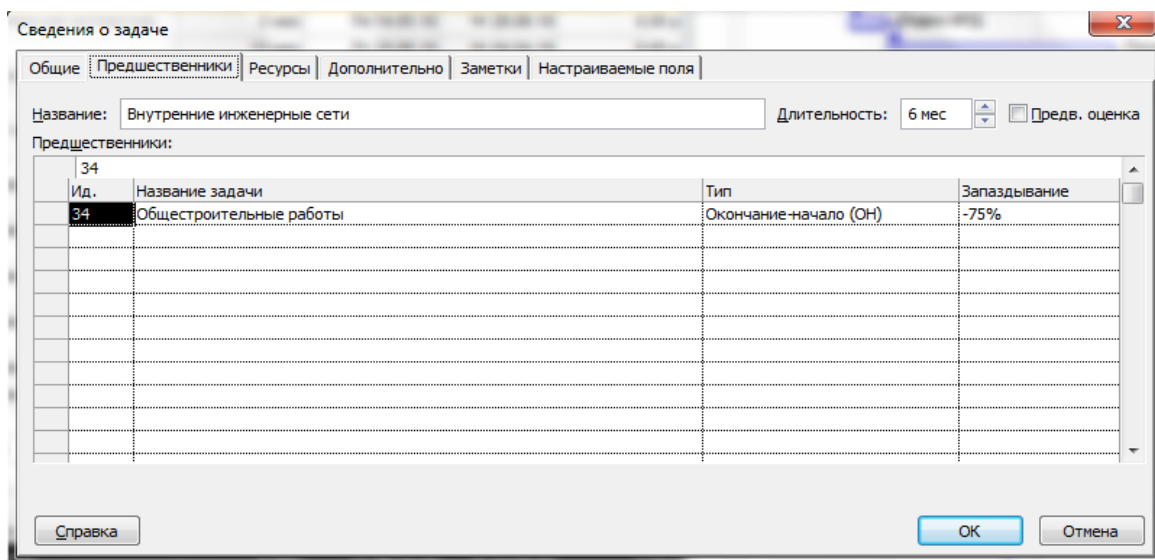 Сведения о задаче
Общие Предшественники Ресурсы Дополнительно Заметки Настраиваемые поля
Название: Внутренние инженерные сети Длительность: 6 мес Предв. оценка
Предшественники:
34
Ид. Название задачи Тип Запаздывание
34 Общестроительные работы Окончание-начало (ОН) -75%
Справка OK Отмена